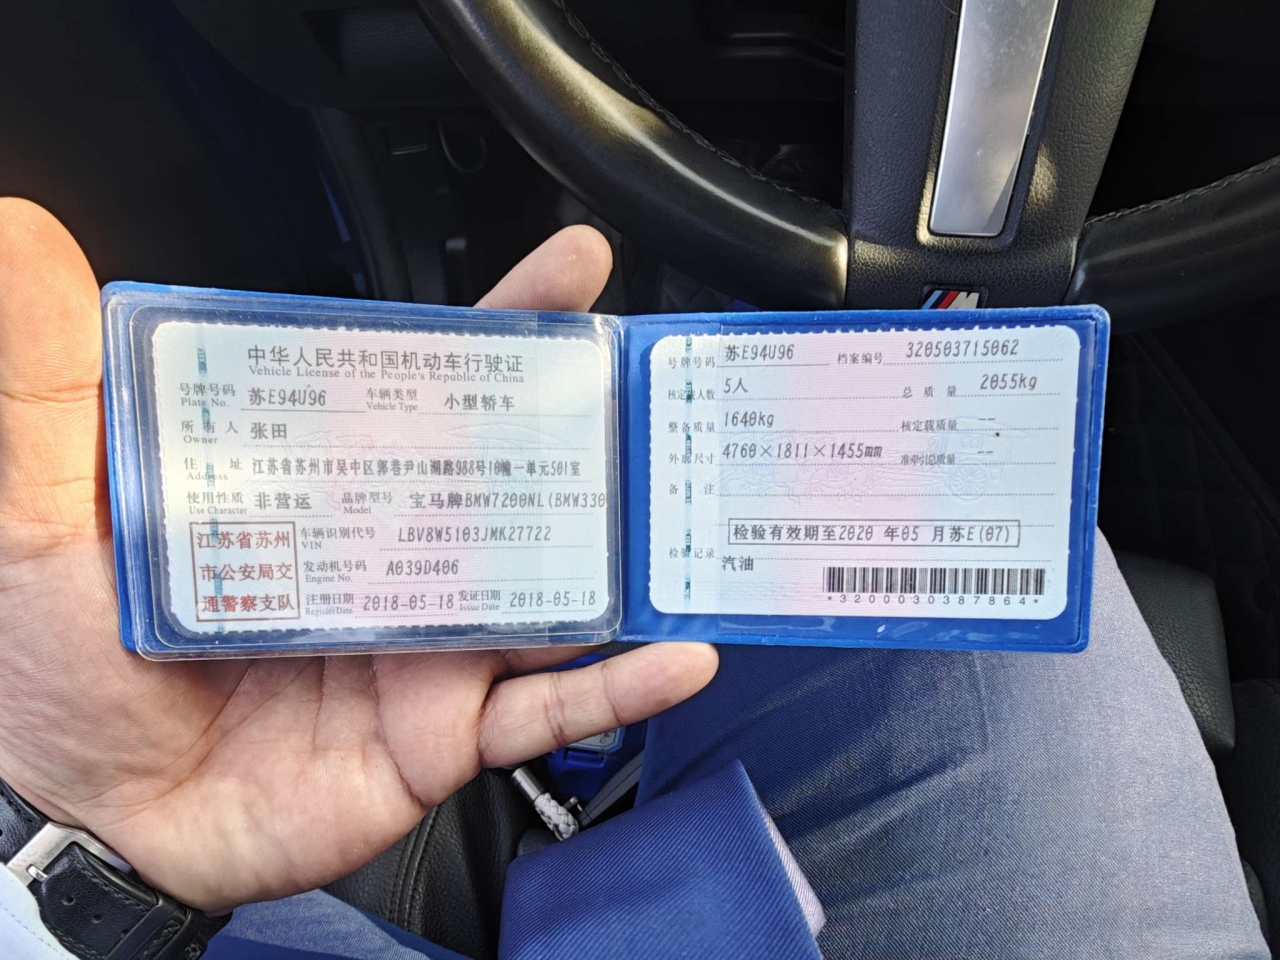 中华人民共和国机动车行驶证
Vehicle License of the People's Republic of China
号牌号码 苏E94U96 车辆类型 小型轿车
Plate No. Vehicle Type
所有人 张田
Owner
住址 江苏省苏州市吴中区郭巷尹山湖路988号10幢一单元501室
Address
使用性质 非营运 品牌型号 宝马牌BMW7200NL(BMW330
Use Character Model
江苏省苏州
市公安局交
通警察支队
车辆识别代号 LBV8W5103JMK27722
VIN
发动机号码 A039D406
Engine No.
注册日期 2018-05-18 发证日期 2018-05-18
Register Date Issue Date
号牌号码 苏E94U96 档案编号 320503715062
核定载人数 5人 总质量 2055kg
整备质量 1640kg 核定载质量 --
外廓尺寸 4760×1811×1455mm 准牵引总质量 --
备注
检验有效期至2020 年05 月苏E(07)
检验记录
汽油
*3200030387864*
M